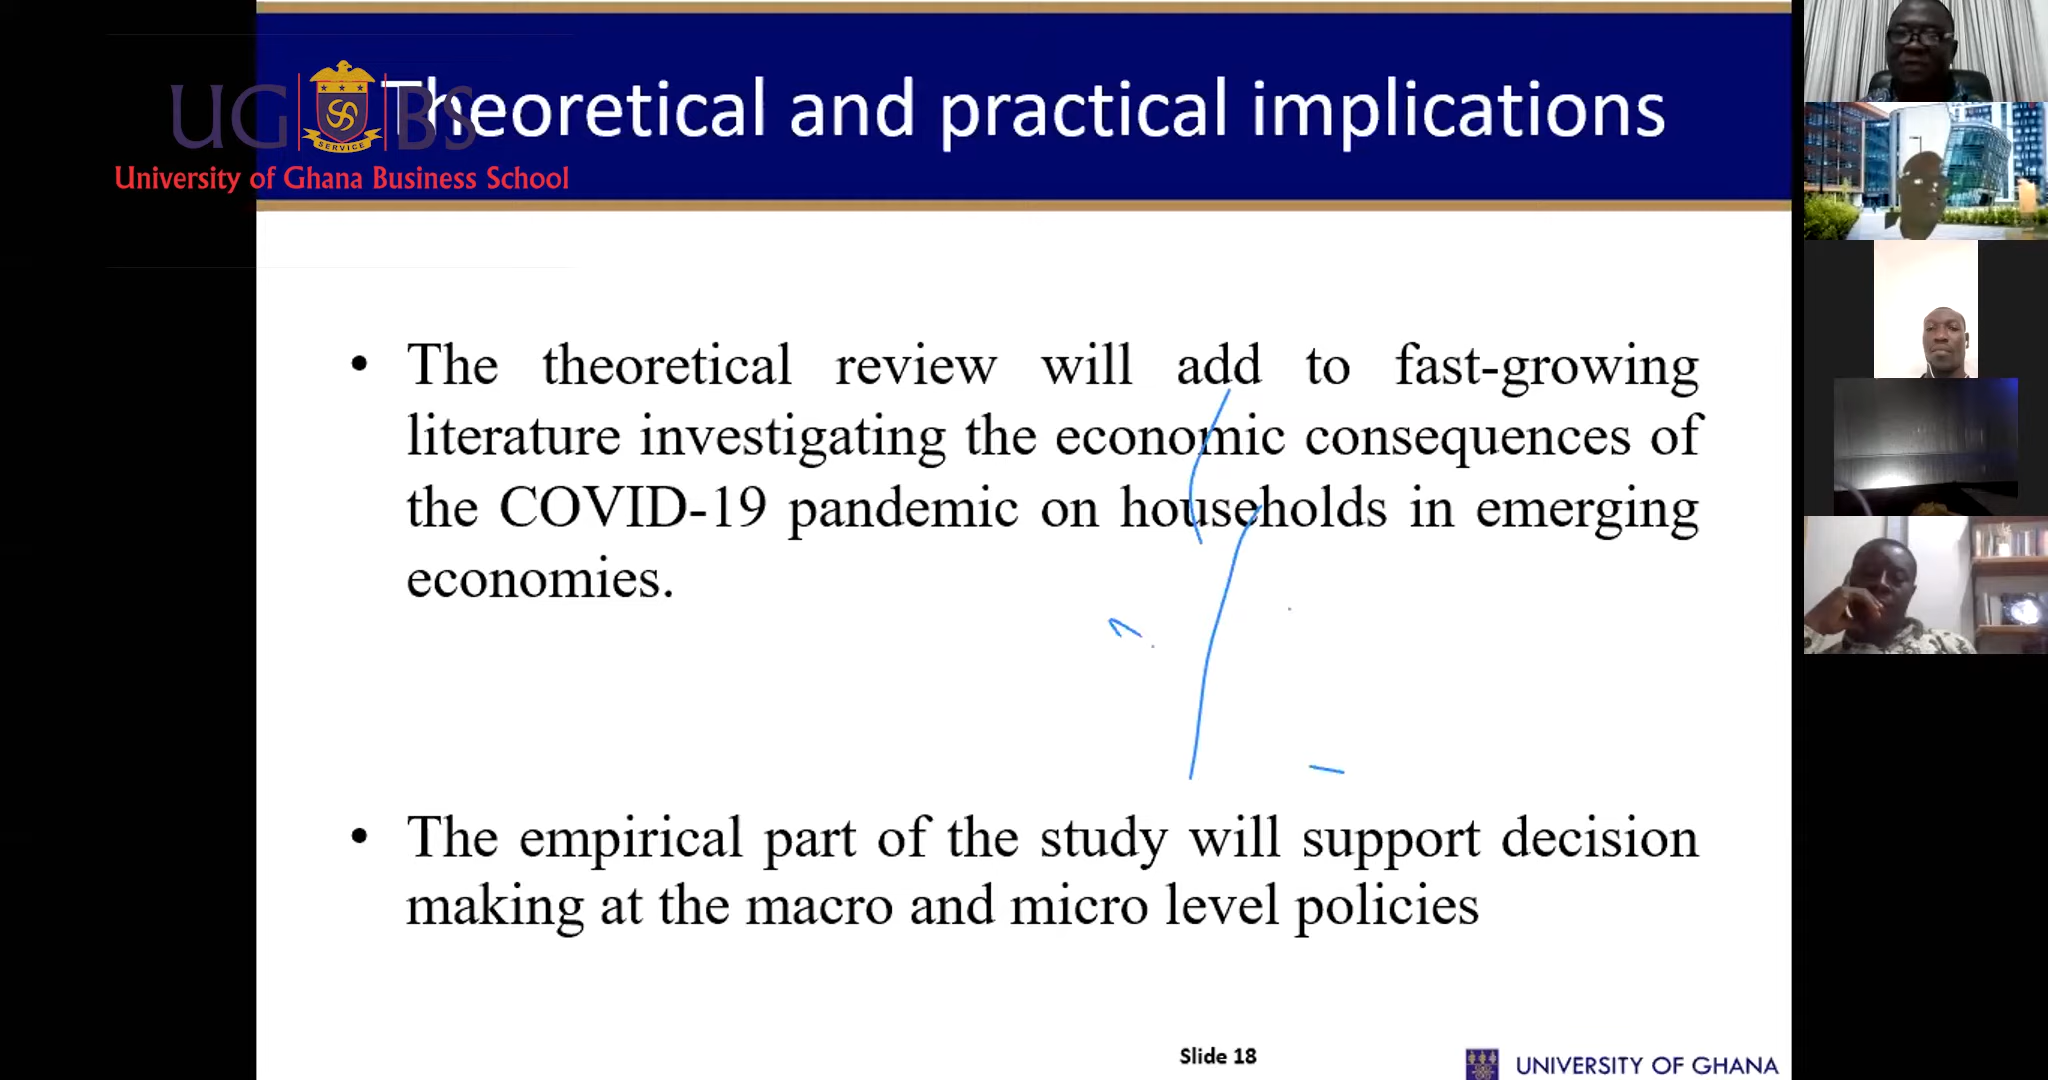 UG BS
SERVICE
University of Ghana Business School
Theoretical and practical implications
• The theoretical review will add to fast-growing
literature investigating the economic consequences of
the COVID-19 pandemic on households in emerging
economies.
• The empirical part of the study will support decision
making at the macro and micro level policies
Slide 18
UNIVERSITY OF GHANA